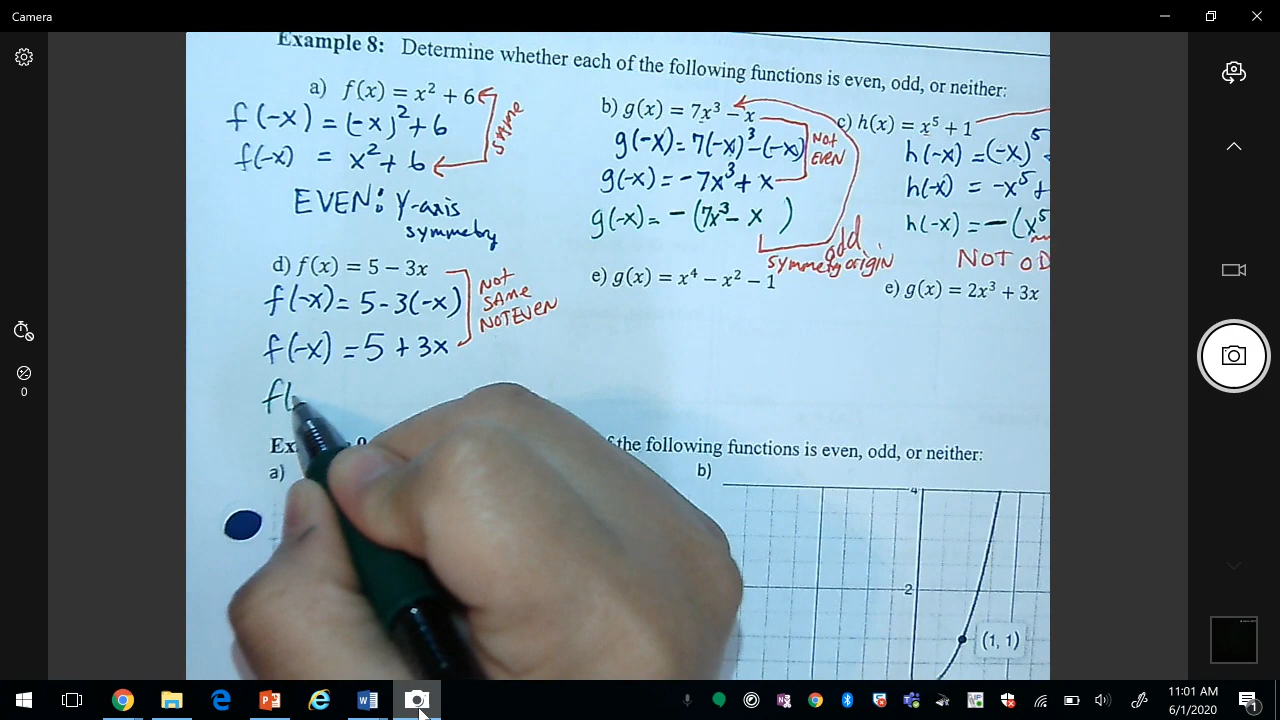 Camera
Example 8: Determine whether each of the following functions is even, odd, or neither:
a) f(x) = x² + 6
f(-x) = (-x)² + 6
f(-x) = x² + 6
same
EVEN: Y-axis
symmetry
b) g(x) = 7x³ - x
g(-x) = 7(-x)³ - (-x)
g(-x) = -7x³ + x
NOT
EVEN
g(-x) = -(7x³ - x )
odd
symmetry origin
c) h(x) = x⁵ + 1
h(-x) = (-x)⁵
h(-x) = -x⁵ +
h(-x) = -(x⁵
NOT OD
d) f(x) = 5 - 3x
f(-x) = 5 - 3(-x)
f(-x) = 5 + 3x
NOT
SAME
NOT EVEN
f(
e) g(x) = x⁴ - x² - 1
e) g(x) = 2x³ + 3x
the following functions is even, odd, or neither:
a)
b)
4
2
(1, 1)
0
11:01 AM
6/1/2020
1